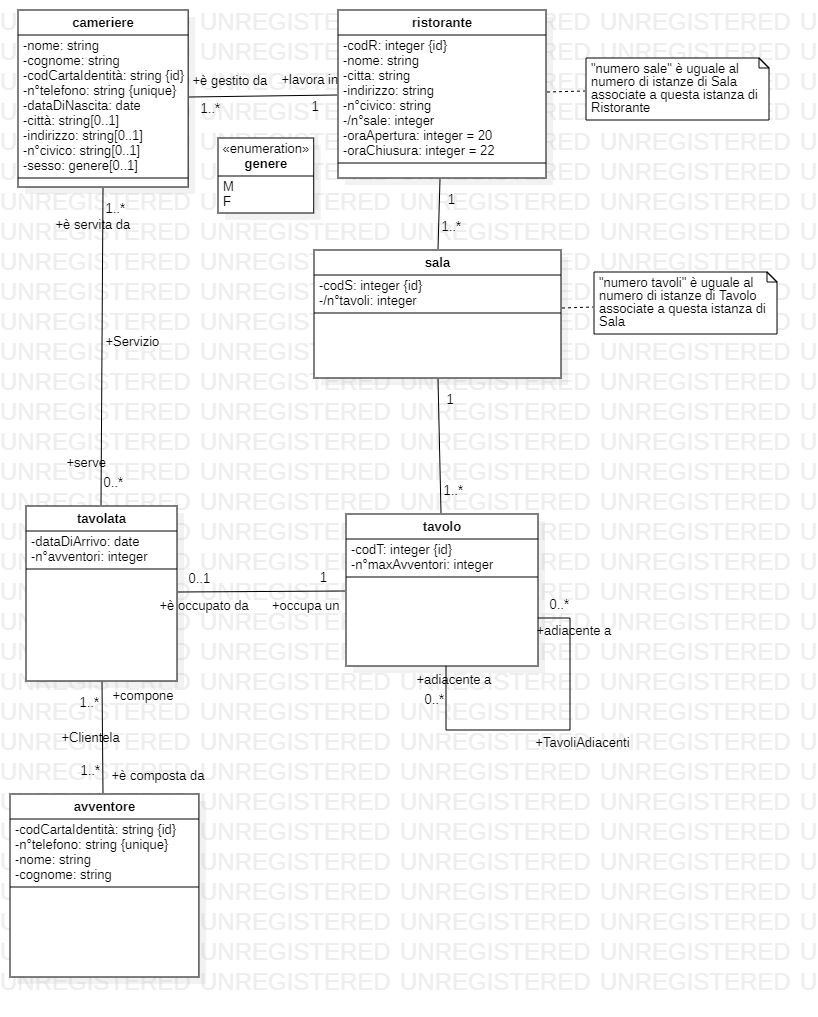 cameriere
-nome: string
-cognome: string
-codCartaIdentità: string {id}
-n°telefono: string {unique}
-dataDiNascita: date
-città: string[0..1]
-indirizzo: string[0..1]
-n°civico: string[0..1]
-sesso: genere[0..1]
+è gestito da
+lavora in
1..*
1
ristorante
-codR: integer {id}
-nome: string
-citta: string
-indirizzo: string
-n°civico: string
-/n°sale: integer
-oraApertura: integer = 20
-oraChiusura: integer = 22
"numero sale" è uguale al
numero di istanze di Sala
associate a questa istanza di
Ristorante
«enumeration»
genere
M
F
1..*
+è servita da
1
1..*
sala
-codS: integer {id}
-/n°tavoli: integer
"numero tavoli" è uguale al
numero di istanze di Tavolo
associate a questa istanza di
Sala
+Servizio
1
+serve
0..*
1..*
tavolata
-dataDiArrivo: date
-n°avventori: integer
tavolo
-codT: integer {id}
-n°maxAvventori: integer
0..1
1
+è occupato da
+occupa un
0..*
+adiacente a
+adiacente a
0..*
+TavoliAdiacenti
+compone
1..*
+Clientela
1..*
+è composta da
avventore
-codCartaIdentità: string {id}
-n°telefono: string {unique}
-nome: string
-cognome: string
UNREGISTERED